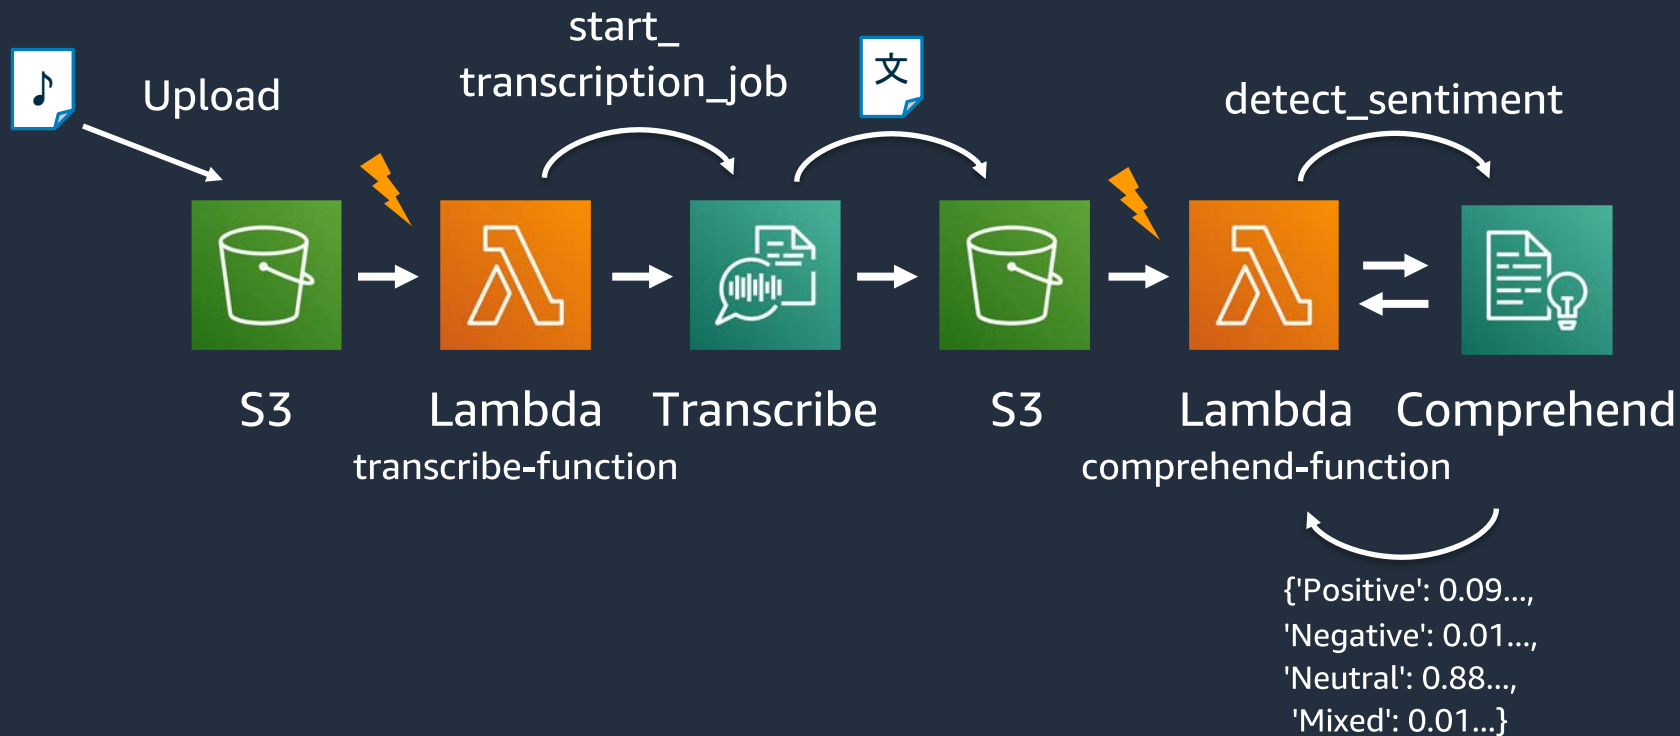 start_
transcription_job
♪
Upload
文
detect_sentiment
S3
Lambda
Transcribe
S3
Lambda
Comprehend
transcribe-function
comprehend-function
{'Positive': 0.09...,
'Negative': 0.01...,
'Neutral': 0.88...,
'Mixed': 0.01...}